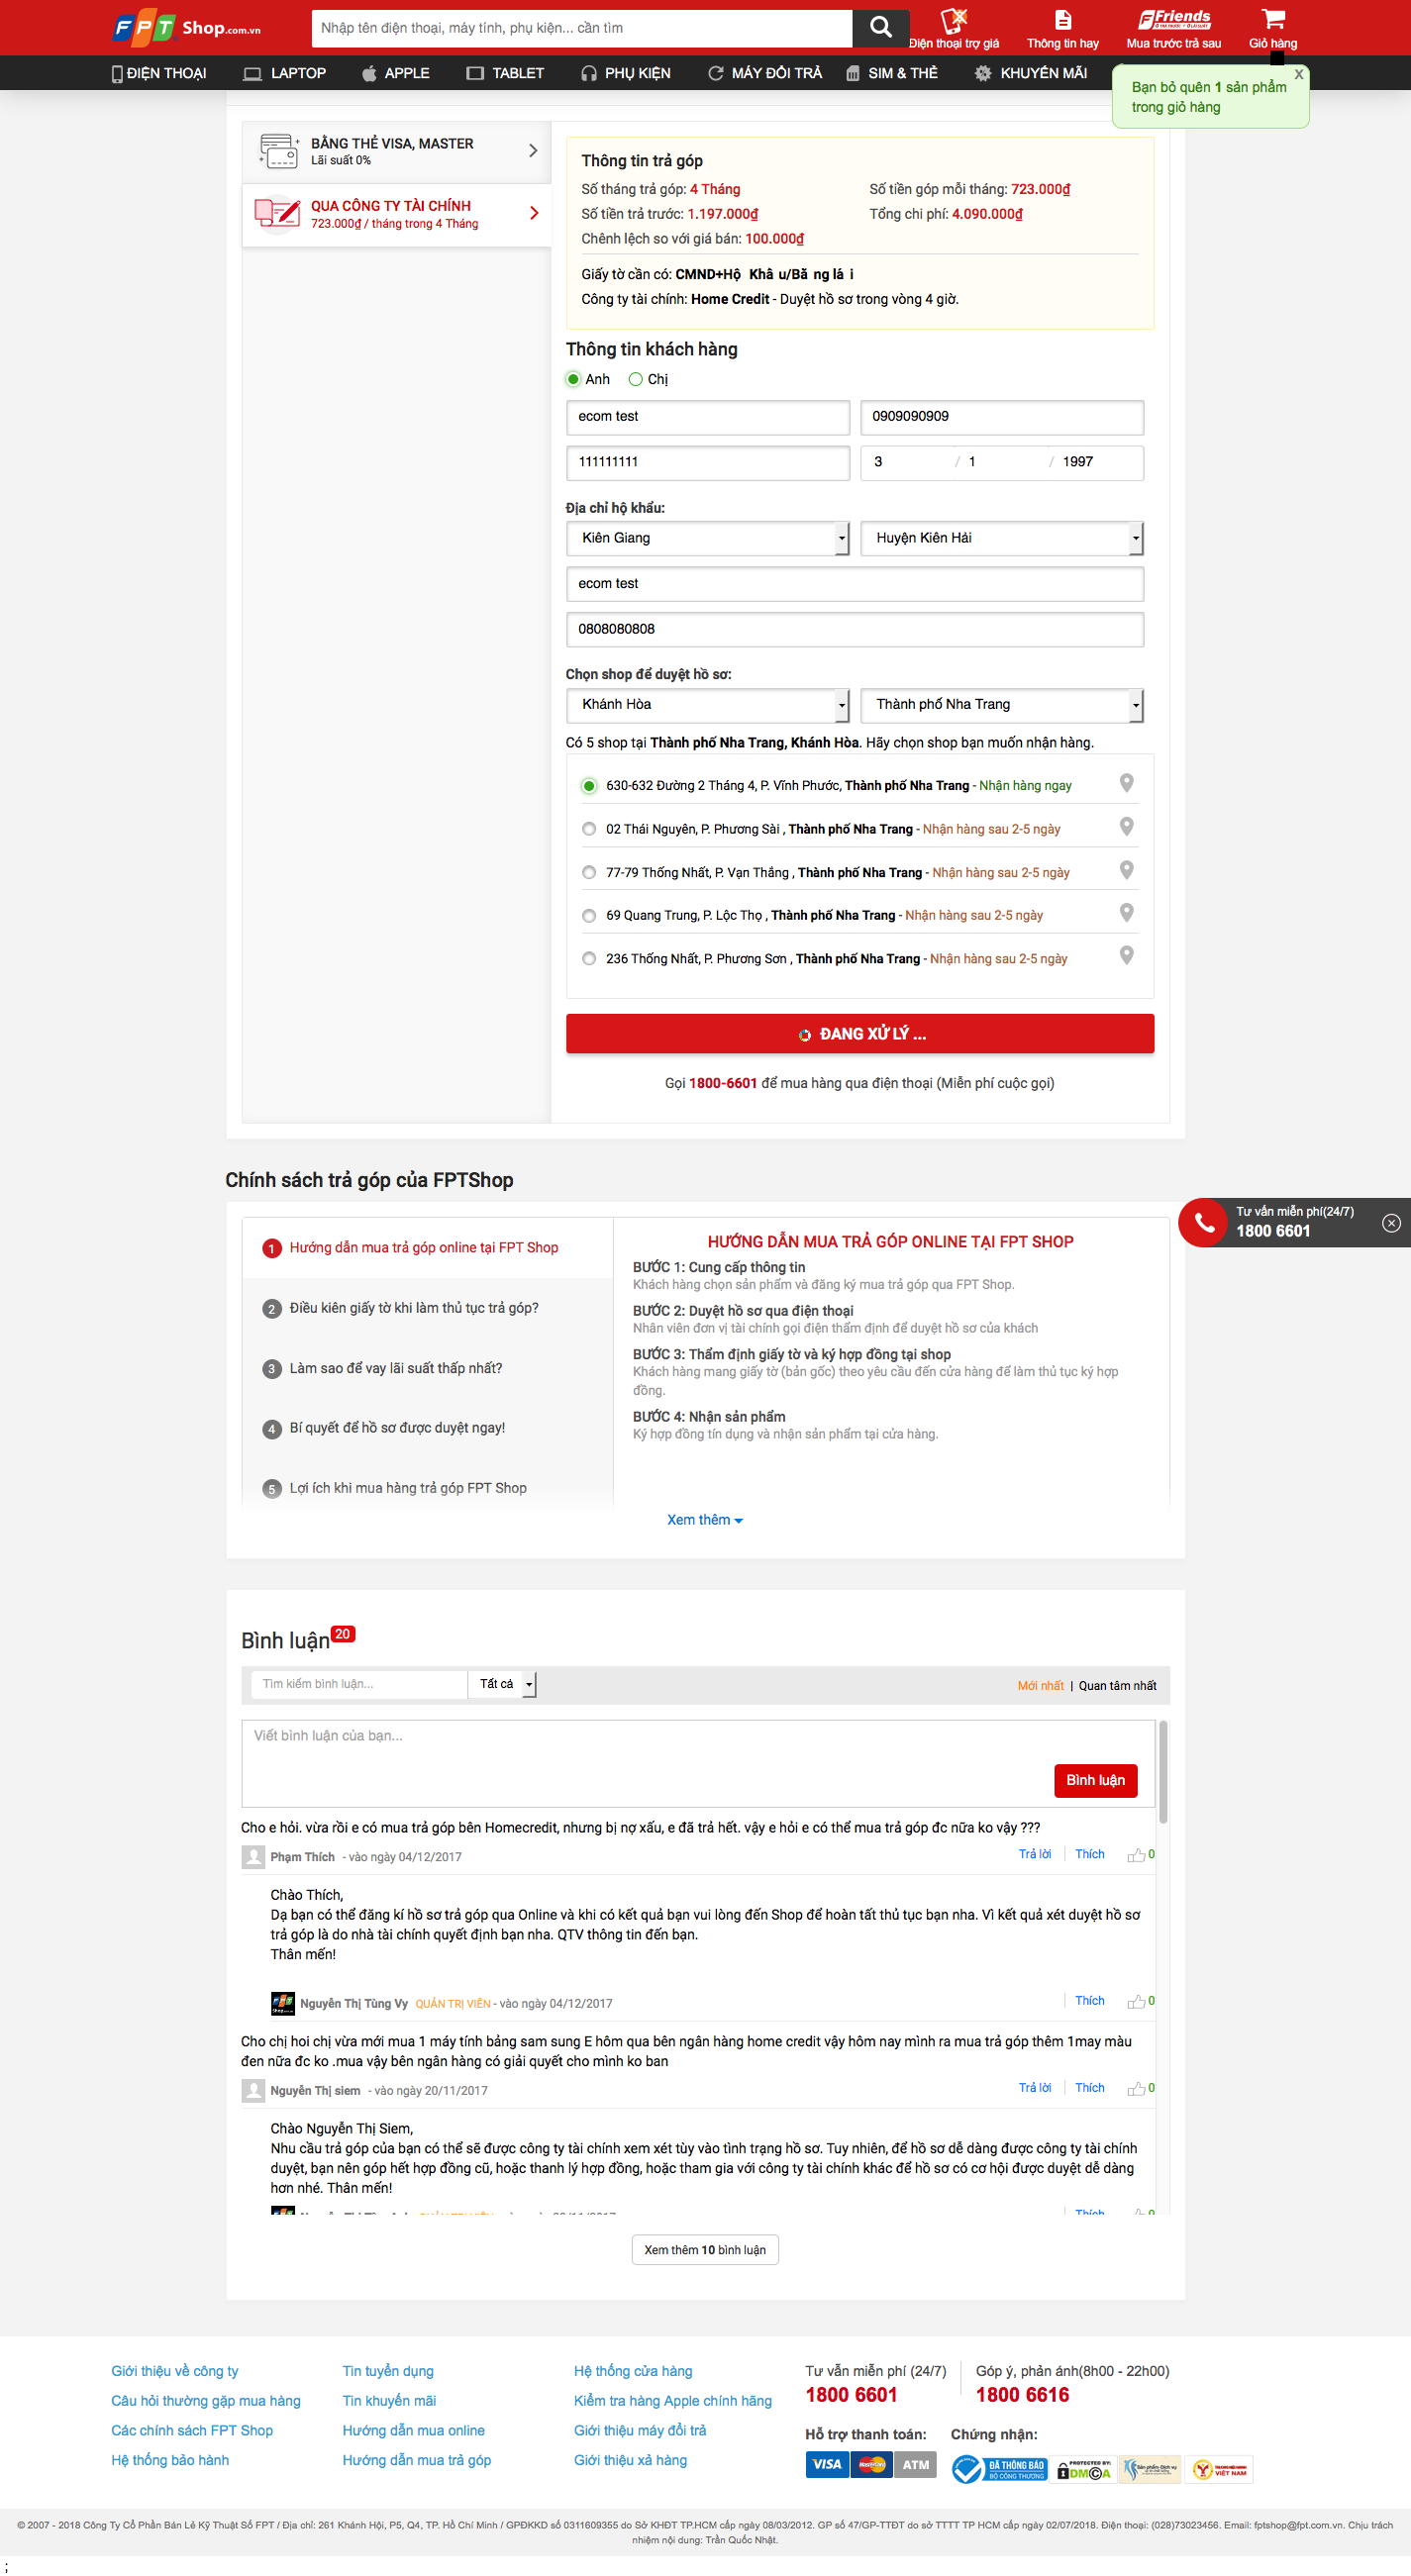 FPT Shop.com.vn
Nhập tên điện thoại, máy tính, phụ kiện... cần tìm
Điện thoại trợ giá
Thông tin hay
F.Friends
Mua trước trả sau
Giỏ hàng
ĐIỆN THOẠI LAPTOP APPLE TABLET PHỤ KIỆN MÁY ĐỔI TRẢ SIM & THẺ KHUYẾN MÃI
Bạn bỏ quên 1 sản phẩm
trong giỏ hàng
X
BẰNG THẺ VISA, MASTER
Lãi suất 0%
QUA CÔNG TY TÀI CHÍNH
723.000₫ / tháng trong 4 Tháng
Thông tin trả góp
Số tháng trả góp: 4 Tháng
Số tiền góp mỗi tháng: 723.000₫
Số tiền trả trước: 1.197.000₫
Tổng chi phí: 4.090.000₫
Chênh lệch so với giá bán: 100.000₫
Giấy tờ cần có: CMND+Hộ Khẩu/Bằng lái
Công ty tài chính: Home Credit - Duyệt hồ sơ trong vòng 4 giờ.
Thông tin khách hàng
Anh Chị
ecom test
0909090909
111111111
3 / 1 / 1997
Địa chỉ hộ khẩu:
Kiên Giang
Huyện Kiên Hải
ecom test
0808080808
Chọn shop để duyệt hồ sơ:
Khánh Hòa
Thành phố Nha Trang
Có 5 shop tại Thành phố Nha Trang, Khánh Hòa. Hãy chọn shop bạn muốn nhận hàng.
630-632 Đường 2 Tháng 4, P. Vĩnh Phước, Thành phố Nha Trang - Nhận hàng ngay
02 Thái Nguyên, P. Phương Sài , Thành phố Nha Trang - Nhận hàng sau 2-5 ngày
77-79 Thống Nhất, P. Vạn Thắng , Thành phố Nha Trang - Nhận hàng sau 2-5 ngày
69 Quang Trung, P. Lộc Thọ , Thành phố Nha Trang - Nhận hàng sau 2-5 ngày
236 Thống Nhất, P. Phương Sơn , Thành phố Nha Trang - Nhận hàng sau 2-5 ngày
ĐANG XỬ LÝ ...
Gọi 1800-6601 để mua hàng qua điện thoại (Miễn phí cuộc gọi)
Chính sách trả góp của FPTShop
Tư vấn miễn phí(24/7)
1800 6601
1 Hướng dẫn mua trả góp online tại FPT Shop
2 Điều kiên giấy tờ khi làm thủ tục trả góp?
3 Làm sao để vay lãi suất thấp nhất?
4 Bí quyết để hồ sơ được duyệt ngay!
5 Lợi ích khi mua hàng trả góp FPT Shop
HƯỚNG DẪN MUA TRẢ GÓP ONLINE TẠI FPT SHOP
BƯỚC 1: Cung cấp thông tin
Khách hàng chọn sản phẩm và đăng ký mua trả góp qua FPT Shop.
BƯỚC 2: Duyệt hồ sơ qua điện thoại
Nhân viên đơn vị tài chính gọi điện thẩm định để duyệt hồ sơ của khách
BƯỚC 3: Thẩm định giấy tờ và ký hợp đồng tại shop
Khách hàng mang giấy tờ (bản gốc) theo yêu cầu đến cửa hàng để làm thủ tục ký hợp
đồng.
BƯỚC 4: Nhận sản phẩm
Ký hợp đồng tín dụng và nhận sản phẩm tại cửa hàng.
Xem thêm
Bình luận 20
Tìm kiếm bình luận...
Tất cả
Mới nhất | Quan tâm nhất
Viết bình luận của bạn...
Bình luận
Cho e hỏi. vừa rồi e có mua trả góp bên Homecredit, nhưng bị nợ xấu, e đã trả hết. vậy e hỏi e có thể mua trả góp đc nữa ko vậy ???
Phạm Thích - vào ngày 04/12/2017
Trả lời Thích 0
Chào Thích,
Dạ bạn có thể đăng kí hồ sơ trả góp qua Online và khi có kết quả bạn vui lòng đến Shop để hoàn tất thủ tục bạn nha. Vì kết quả xét duyệt hồ sơ
trả góp là do nhà tài chính quyết định bạn nha. QTV thông tin đến bạn.
Thân mến!
Nguyễn Thị Tùng Vy QUẢN TRỊ VIÊN - vào ngày 04/12/2017
Thích 0
Cho chị hoi chị vừa mới mua 1 máy tính bảng sam sung E hôm qua bên ngân hàng home credit vậy hôm nay mình ra mua trả góp thêm 1may màu
đen nữa đc ko .mua vậy bên ngân hàng có giải quyết cho mình ko ban
Nguyễn Thị siem - vào ngày 20/11/2017
Trả lời Thích 0
Chào Nguyễn Thị Siem,
Nhu cầu trả góp của bạn có thể sẽ được công ty tài chính xem xét tùy vào tình trạng hồ sơ. Tuy nhiên, để hồ sơ dễ dàng được công ty tài chính
duyệt, bạn nên góp hết hợp đồng cũ, hoặc thanh lý hợp đồng, hoặc tham gia với công ty tài chính khác để hồ sơ có cơ hội được duyệt dễ dàng
hơn nhé. Thân mến!
Thích 0
Xem thêm 10 bình luận
Giới thiệu về công ty
Câu hỏi thường gặp mua hàng
Các chính sách FPT Shop
Hệ thống bảo hành
Tin tuyển dụng
Tin khuyến mãi
Hướng dẫn mua online
Hướng dẫn mua trả góp
Hệ thống cửa hàng
Kiểm tra hàng Apple chính hãng
Giới thiệu máy đổi trả
Giới thiệu xả hàng
Tư vấn miễn phí (24/7)
1800 6601
Góp ý, phản ánh(8h00 - 22h00)
1800 6616
Hỗ trợ thanh toán:
VISA MasterCard ATM
Chứng nhận:
ĐÃ THÔNG BÁO
BỘ CÔNG THƯƠNG
PROTECTED BY:
DMCA
VIỆT NAM
© 2007 - 2018 Công Ty Cổ Phần Bán Lẻ Kỹ Thuật Số FPT / Địa chỉ: 261 Khánh Hội, P5, Q4, TP. Hồ Chí Minh / GPĐKKD số 0311609355 do Sở KHĐT TP.HCM cấp ngày 08/03/2012. GP số 47/GP-TTĐT do sở TTTT TP HCM cấp ngày 02/07/2018. Điện thoại: (028)73023456. Email: fptshop@fpt.com.vn. Chịu trách
nhiệm nội dung: Trần Quốc Nhật.
;